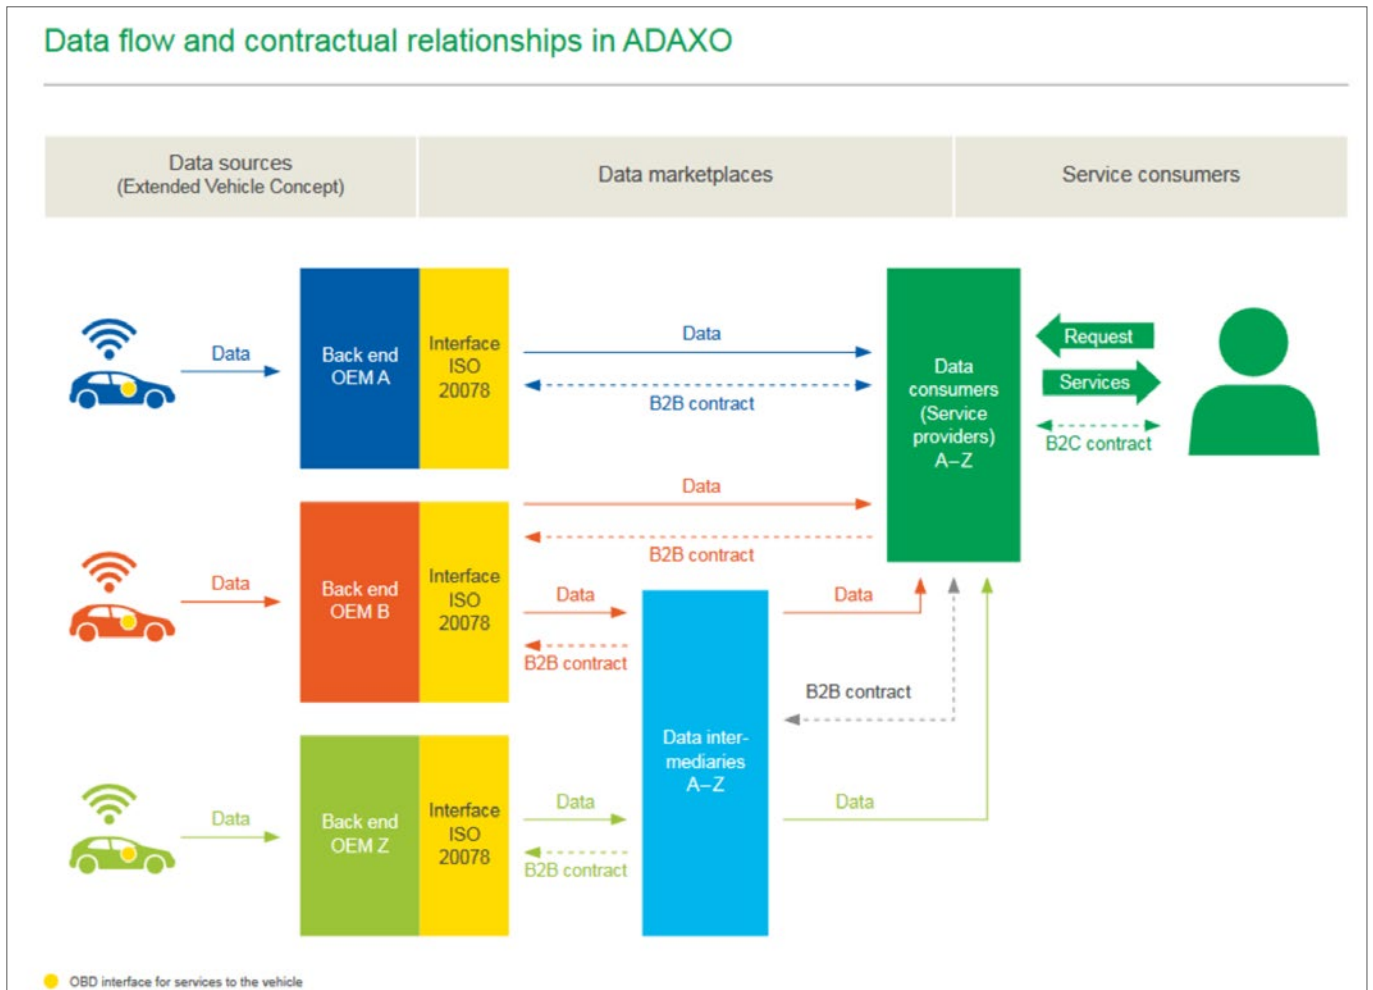 Data flow and contractual relationships in ADAXO
Data sources
(Extended Vehicle Concept)
Data marketplaces
Service consumers
Data
Back end
OEM A
Interface
ISO
20078
Data
B2B contract
Data
consumers
(Service
providers)
A–Z
Request
Services
B2C contract
Data
Back end
OEM B
Interface
ISO
20078
Data
B2B contract
Data
B2B contract
Data
B2B contract
Data inter-
mediaries
A–Z
Data
Back end
OEM Z
Interface
ISO
20078
Data
B2B contract
Data
OBD interface for services to the vehicle